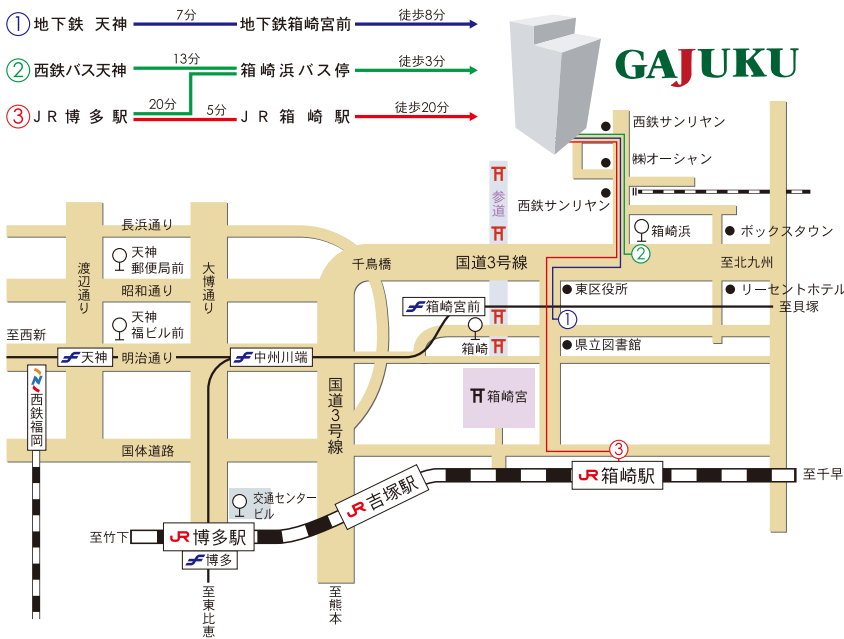 ① 地下鉄 天神 7分 地下鉄箱崎宮前 徒歩8分
② 西鉄バス天神 13分 箱崎浜バス停 徒歩3分
20分
③ JR博多駅 5分 JR箱崎駅 徒歩20分
GAJUKU
西鉄サンリヤン
㈱オーシャン
西鉄サンリヤン
参道
箱崎浜
②
ボックスタウン
長浜通り
天神
郵便局前
渡辺通り
大博通り
千鳥橋
国道3号線
至北九州
昭和通り
東区役所
リーセントホテル
箱崎宮前
至貝塚
天神
福ビル前
①
至西新
天神
明治通り
中州川端
箱崎
県立図書館
西鉄福岡
国道3号線
箱崎宮
国体道路
③
JR 箱崎駅
至千早
JR 吉塚駅
交通センター
ビル
至竹下
JR 博多駅
博多
至東比恵
至熊本